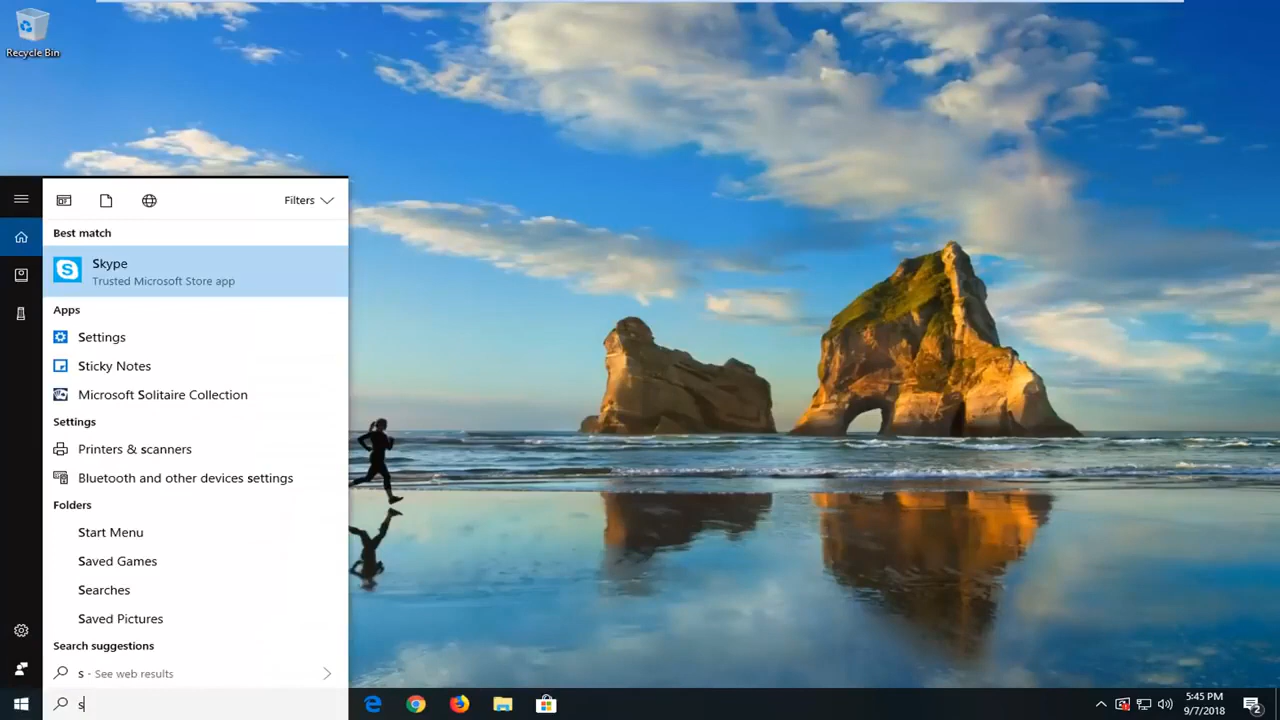 Recycle Bin
Filters
Best match
Skype
Trusted Microsoft Store app
Apps
Settings
Sticky Notes
Microsoft Solitaire Collection
Settings
Printers & scanners
Bluetooth and other devices settings
Folders
Start Menu
Saved Games
Searches
Saved Pictures
Search suggestions
s - See web results
s
5:45 PM
9/7/2018
2